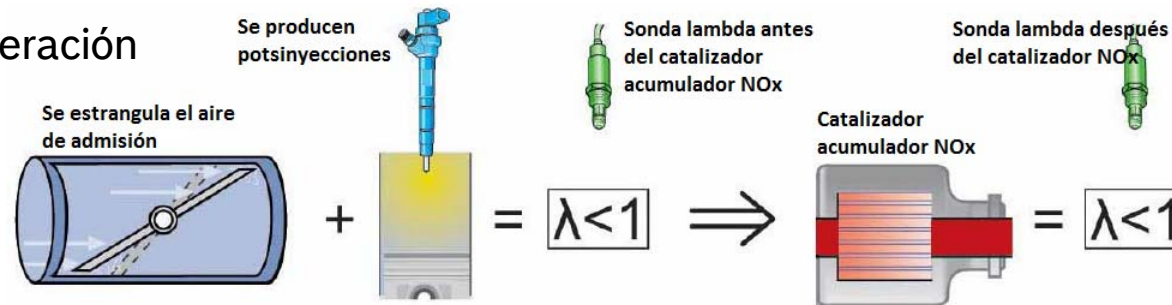 eración
Se producen
potsinyecciones
Sonda lambda antes
del catalizador
acumulador NOx
Sonda lambda después
del catalizador NOx
Se estrangula el aire
de admisión
Catalizador
acumulador NOx
+
=
λ<1
⇒
=
λ<1